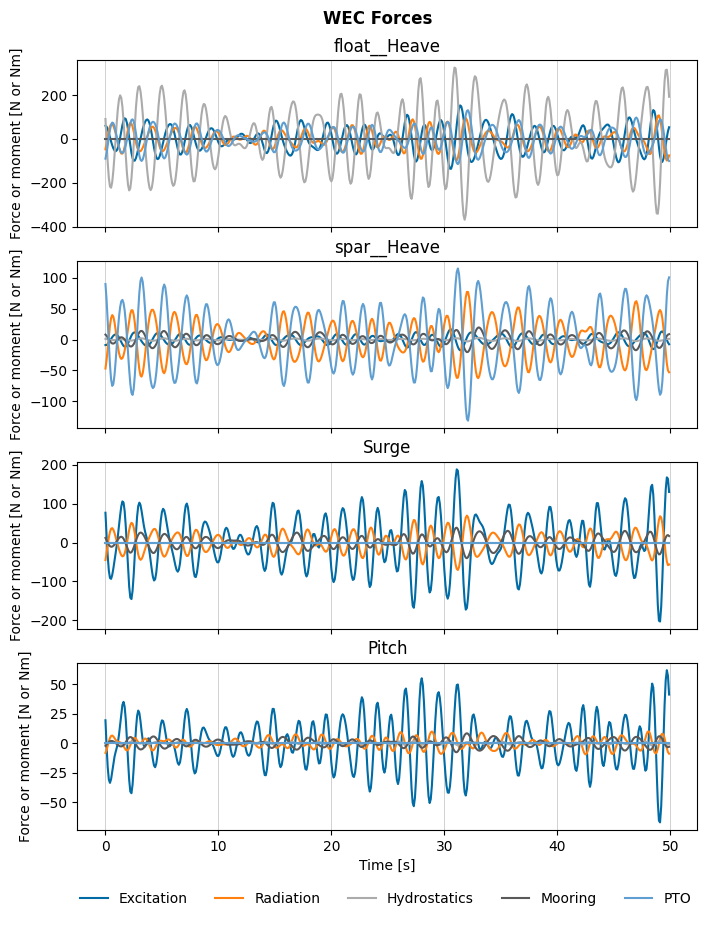 WEC Forces
float__Heave
Force or moment [N or Nm]
200
0
−200
−400
spar__Heave
Force or moment [N or Nm]
100
50
0
−50
−100
Surge
Force or moment [N or Nm]
200
100
0
−100
−200
Pitch
Force or moment [N or Nm]
50
25
0
−25
−50
0 10 20 30 40 50
Time [s]
Excitation Radiation Hydrostatics Mooring PTO